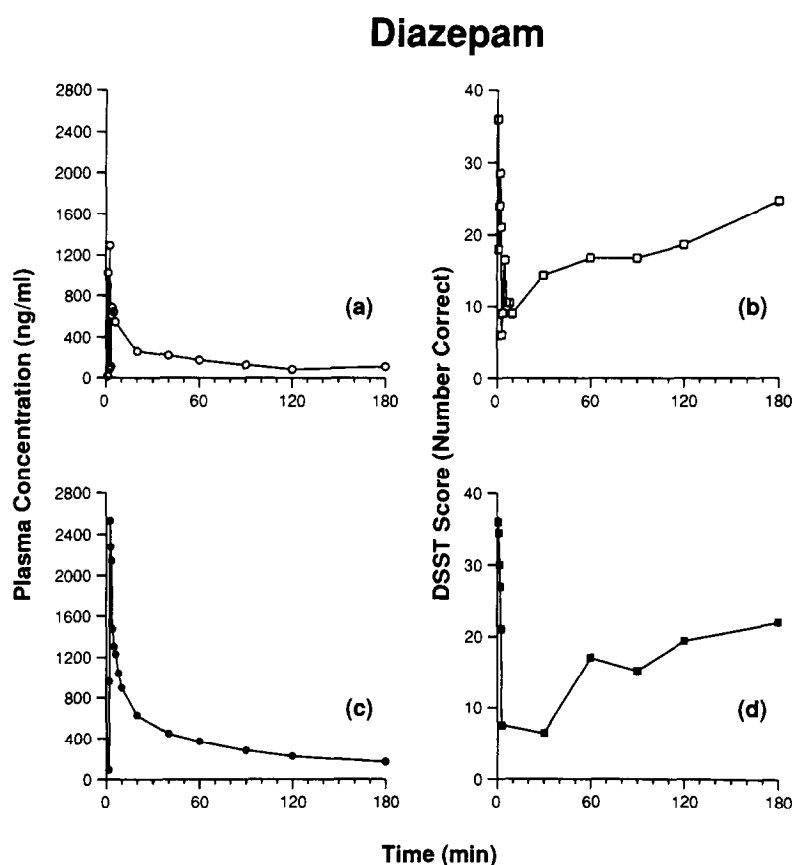 Diazepam
Plasma Concentration (ng/ml)
2800
2400
2000
1600
1200
800
400
0
(a)
0 60 120 180
DSST Score (Number Correct)
40
30
20
10
0
(b)
0 60 120 180
2800
2400
2000
1600
1200
800
400
0
(c)
0 60 120 180
40
30
20
10
0
(d)
0 60 120 180
Time (min)